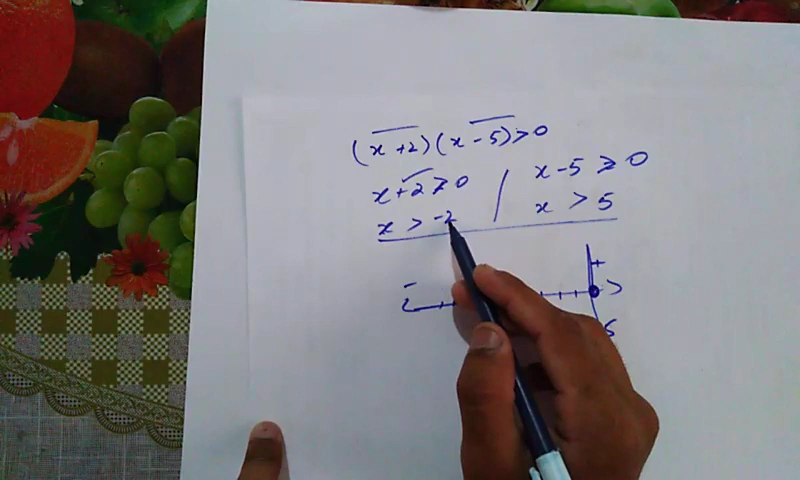 (x+2)(x-5)>0
x+2≥0 / x-5≥0
x > -2 x > 5
+
5